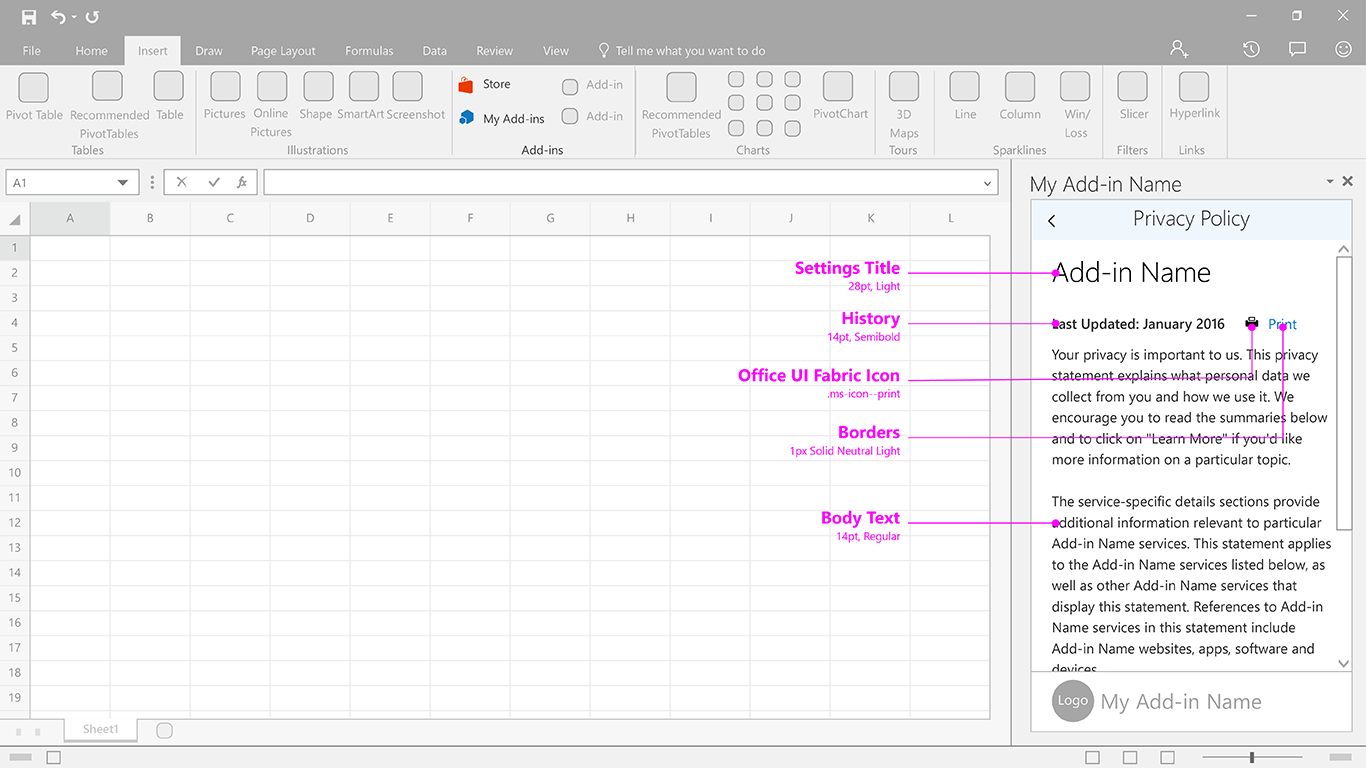 File Home Insert Draw Page Layout Formulas Data Review View Tell me what you want to do
Pivot Table
Recommended
PivotTables
Table
Tables
Pictures
Online
Pictures
Shape
SmartArt
Screenshot
Illustrations
Store
My Add-ins
Add-in
Add-in
Add-ins
Recommended
PivotTables
PivotChart
Charts
3D
Maps
Tours
Line
Column
Win/
Loss
Sparklines
Slicer
Filters
Hyperlink
Links
A1
fx
A B C D E F G H I J K L
1
2
3
4
5
6
7
8
9
10
11
12
13
14
15
16
17
18
19
Settings Title
28pt, Light
History
14pt, Semibold
Office UI Fabric Icon
.ms-icon--print
Borders
1px Solid Neutral Light
Body Text
14pt, Regular
My Add-in Name
Privacy Policy
Add-in Name
Last Updated: January 2016 Print
Your privacy is important to us. This privacy
statement explains what personal data we
collect from you and how we use it. We
encourage you to read the summaries below
and to click on "Learn More" if you'd like
more information on a particular topic.
The service-specific details sections provide
additional information relevant to particular
Add-in Name services. This statement applies
to the Add-in Name services listed below, as
well as other Add-in Name services that
display this statement. References to Add-in
Name services in this statement include
Add-in Name websites, apps, software and
devices
Logo My Add-in Name
Sheet1